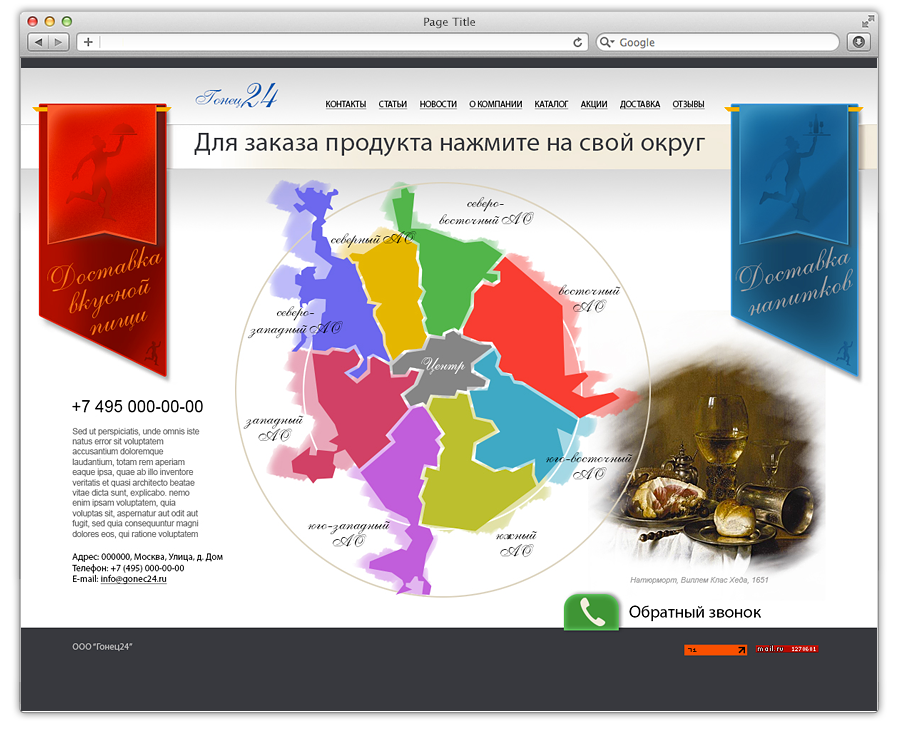 Page Title
Google
Гонец 24
КОНТАКТЫ СТАТЬИ НОВОСТИ О КОМПАНИИ КАТАЛОГ АКЦИИ ДОСТАВКА ОТЗЫВЫ
Для заказа продукта нажмите на свой округ
Доставка
вкусной
пищи
Доставка
напитков
северо-
восточный АО
северный АО
восточный
АО
северо-
западный АО
Центр
западный
АО
юго-восточный
АО
юго-западный
АО
южный
АО
+7 495 000-00-00
Sed ut perspiciatis, unde omnis iste
natus error sit voluptatem
accusantium doloremque
laudantium, totam rem aperiam
eaque ipsa, quae ab illo inventore
veritatis et quasi architecto beatae
vitae dicta sunt, explicabo. nemo
enim ipsam voluptatem, quia
voluptas sit, aspernatur aut odit aut
fugit, sed quia consequuntur magni
dolores eos, qui ratione voluptatem
Адрес: 000000, Москва, Улица, д. Дом
Телефон: +7 (495) 000-00-00
E-mail: info@gonec24.ru
Натюрморт, Виллем Клас Хеда, 1651
Обратный звонок
ООО "Гонец24"
71
mail.ru 1270601